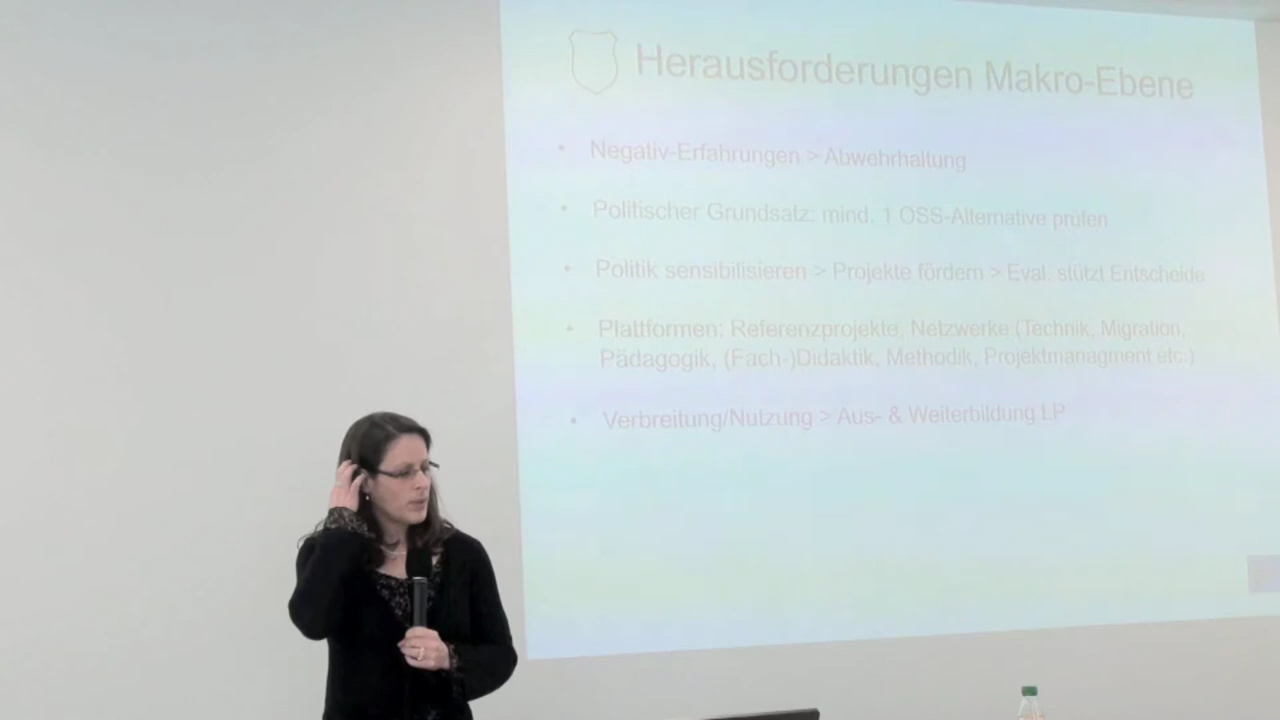 Herausforderungen Makro-Ebene
• Negativ-Erfahrungen > Abwehrhaltung
• Politischer Grundsatz: mind. 1 OSS-Alternative prüfen
• Politik sensibilisieren > Projekte fördern > Eval. stützt Entscheide
• Plattformen: Referenzprojekte, Netzwerke (Technik, Migration,
Pädagogik, (Fach-)Didaktik, Methodik, Projektmanagment etc.)
• Verbreitung/Nutzung > Aus- & Weiterbildung LP